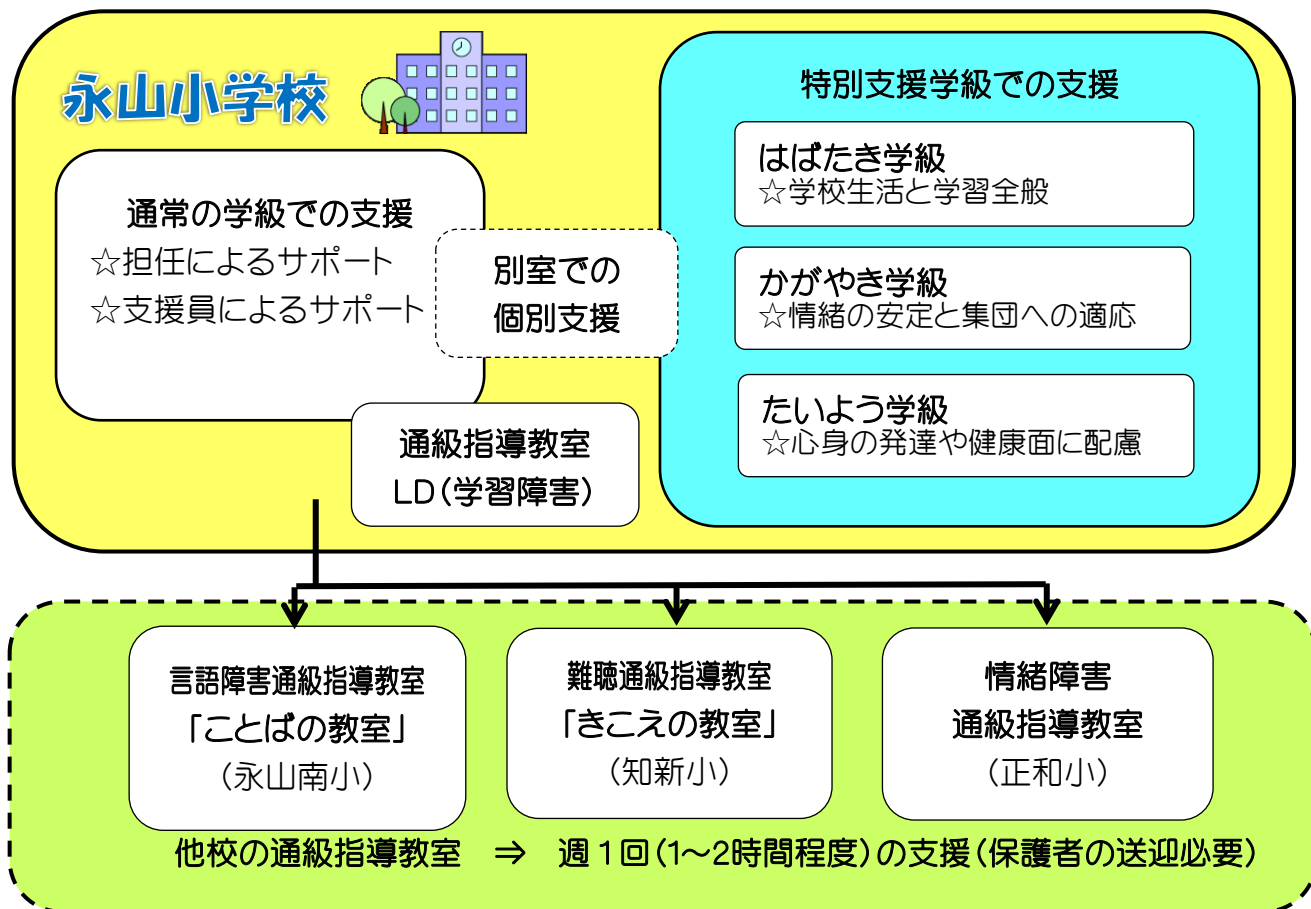 永山小学校
通常の学級での支援
☆担任によるサポート
☆支援員によるサポート
別室での
個別支援
通級指導教室
LD(学習障害)
特別支援学級での支援
はばたき学級
☆学校生活と学習全般
かがやき学級
☆情緒の安定と集団への適応
たいよう学級
☆心身の発達や健康面に配慮
言語障害通級指導教室
「ことばの教室」
(永山南小)
難聴通級指導教室
「きこえの教室」
(知新小)
情緒障害
通級指導教室
(正和小)
他校の通級指導教室 ⇒ 週1回(1～2時間程度)の支援(保護者の送迎必要)